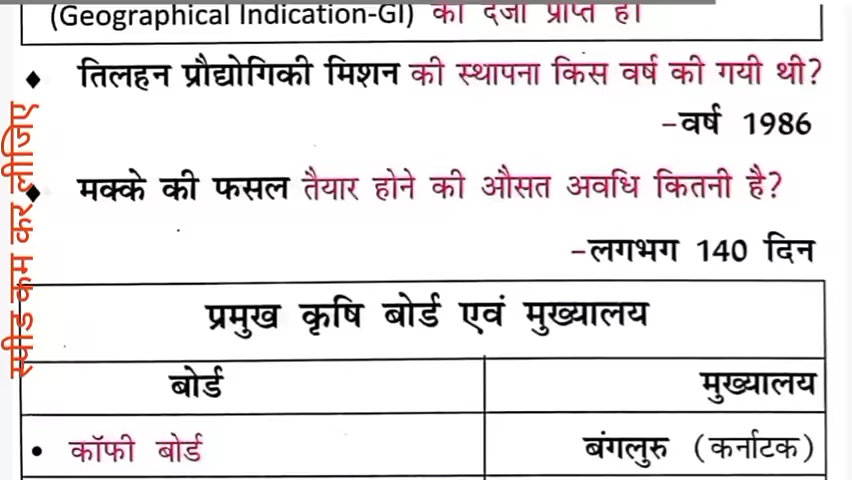 (Geographical Indication-GI) का दर्जा प्राप्त है।
♦ तिलहन प्रौद्योगिकी मिशन की स्थापना किस वर्ष की गयी थी?
-वर्ष 1986
♦ मक्के की फसल तैयार होने की औसत अवधि कितनी है?
-लगभग 140 दिन
प्रमुख कृषि बोर्ड एवं मुख्यालय
बोर्ड मुख्यालय
• कॉफी बोर्ड बंगलुरु (कर्नाटक)
स्पीड कम कर लीजिए